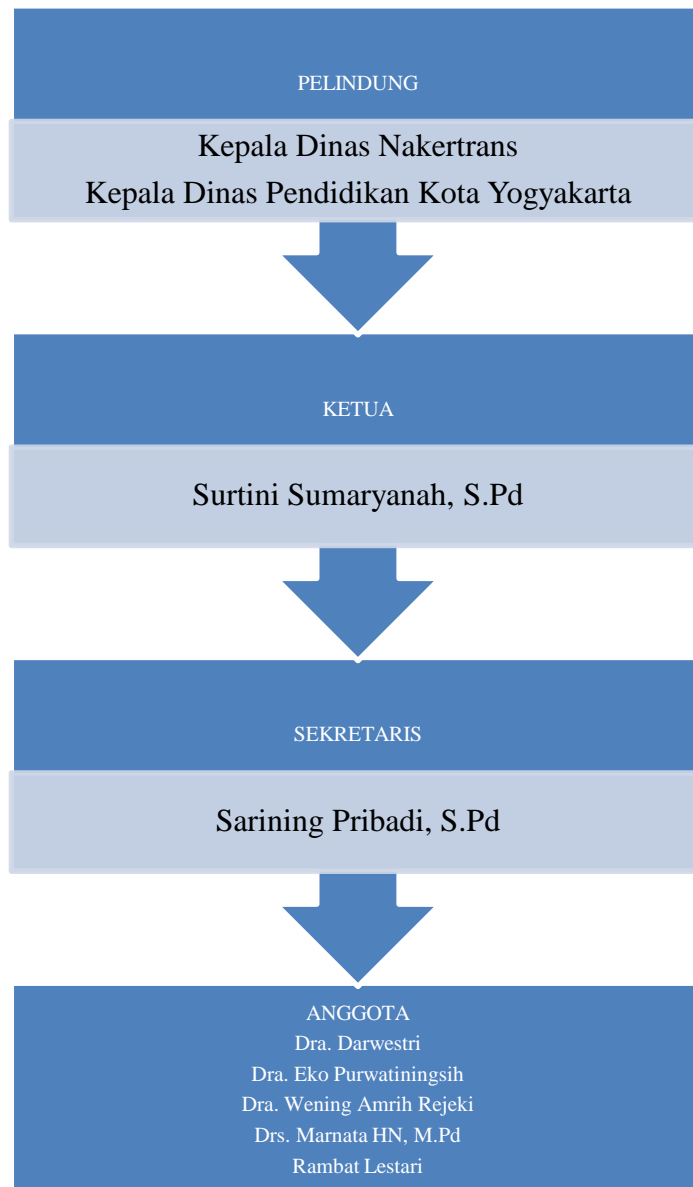 PELINDUNG
Kepala Dinas Nakertrans
Kepala Dinas Pendidikan Kota Yogyakarta
KETUA
Surtini Sumaryanah, S.Pd
SEKRETARIS
Sarining Pribadi, S.Pd
ANGGOTA
Dra. Darwestri
Dra. Eko Purwatiningsih
Dra. Wening Amrih Rejeki
Drs. Marnata HN, M.Pd
Rambat Lestari